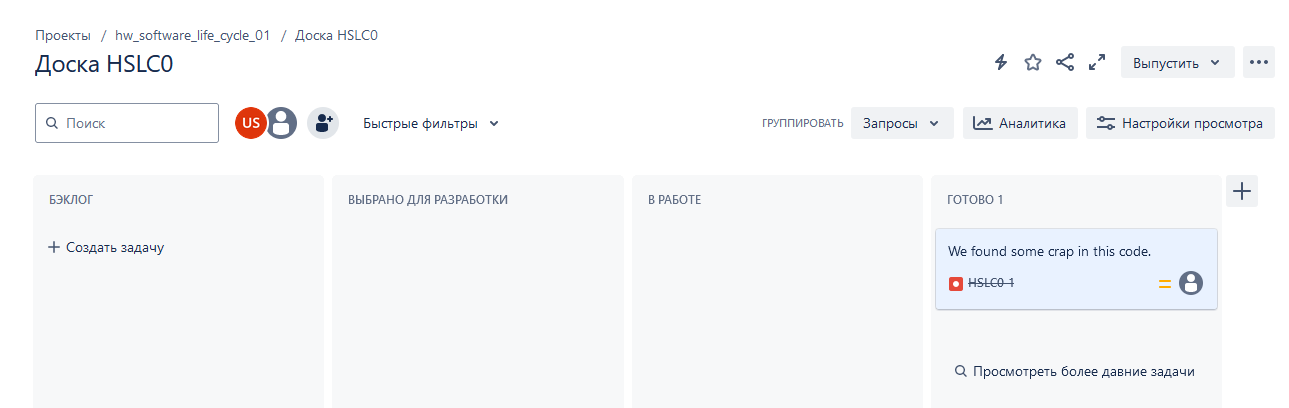 Проекты / hw_software_life_cycle_01 / Доска HSLC0
Доска HSLC0
Выпустить
Поиск
US
Быстрые фильтры
ГРУППИРОВАТЬ
Запросы
Аналитика
Настройки просмотра
БЭКЛОГ
Создать задачу
ВЫБРАНО ДЛЯ РАЗРАБОТКИ
В РАБОТЕ
ГОТОВО 1
We found some crap in this code.
HSLC0-1
Просмотреть более давние задачи